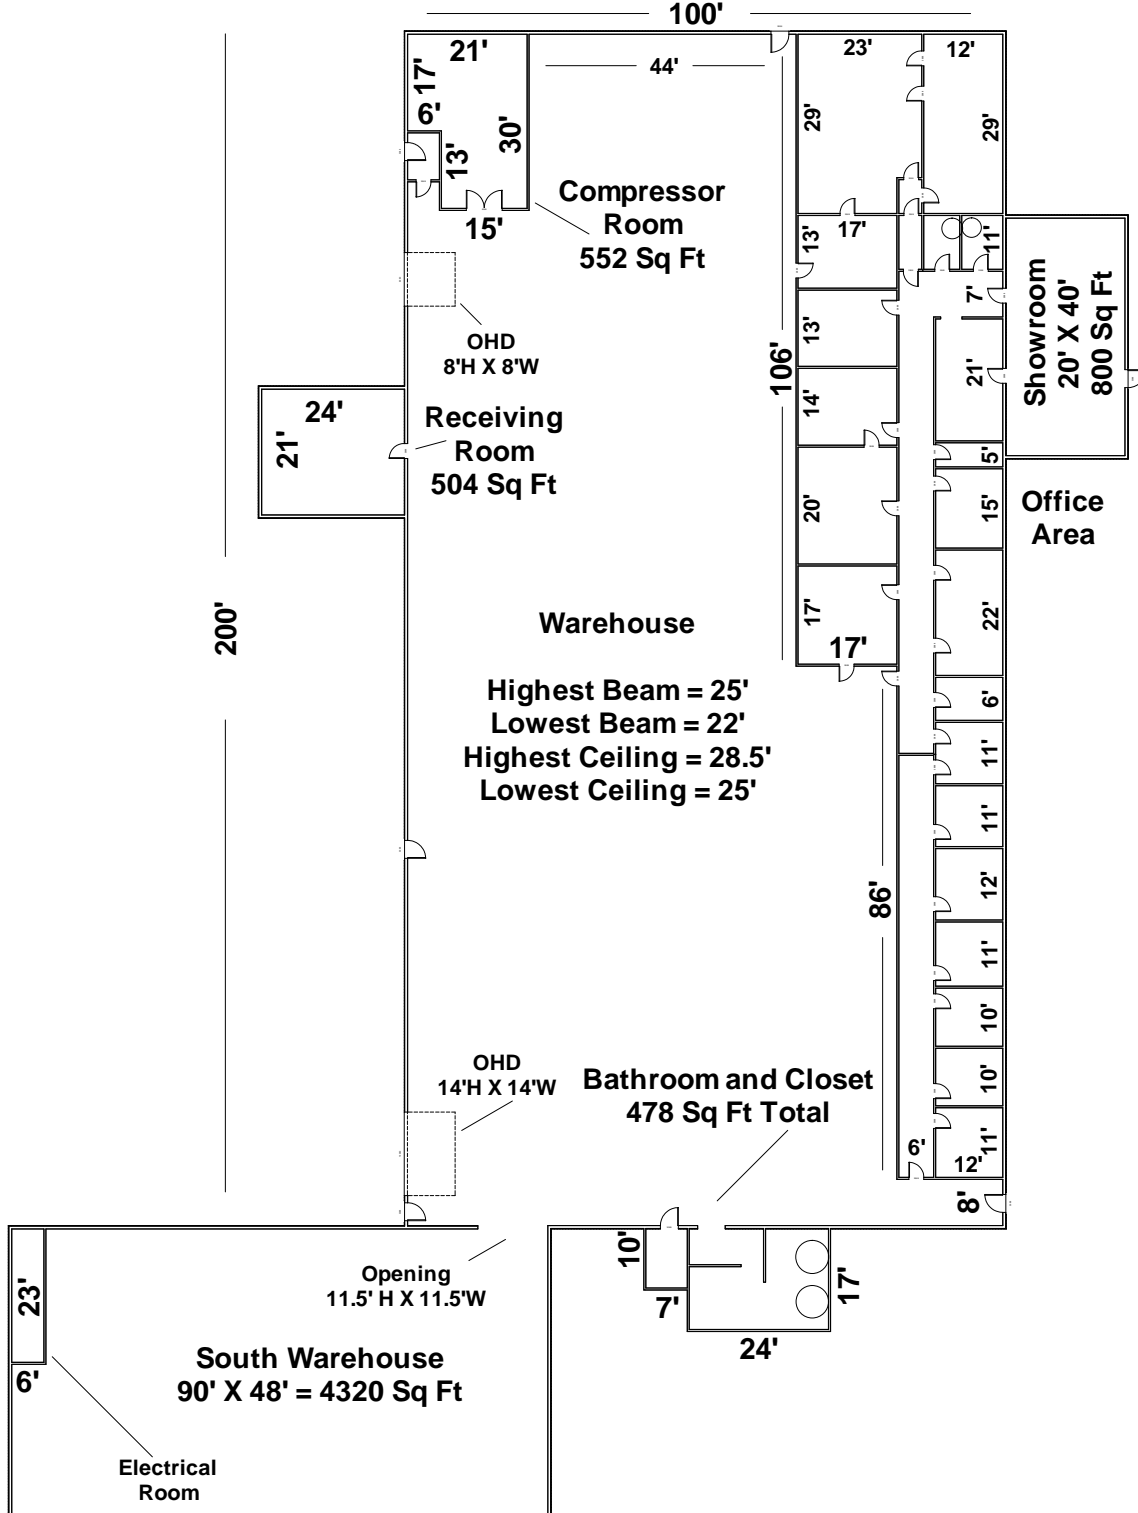 100'
21'
44'
23'
12'
17'
6'
13'
30'
29'
29'
15'
Compressor
Room
552 Sq Ft
13'
17'
11'
7'
Showroom
20' X 40'
800 Sq Ft
OHD
8'H X 8'W
13'
106'
21'
14'
24'
21'
Receiving
Room
504 Sq Ft
5'
20'
15'
Office
Area
200'
Warehouse
17'
17'
22'
Highest Beam = 25'
Lowest Beam = 22'
Highest Ceiling = 28.5'
Lowest Ceiling = 25'
6'
11'
11'
86'
12'
11'
10'
OHD
14'H X 14'W
Bathroom and Closet
478 Sq Ft Total
10'
11'
6'
12'
8'
10'
23'
Opening
11.5' H X 11.5'W
7'
17'
24'
6'
South Warehouse
90' X 48' = 4320 Sq Ft
Electrical
Room